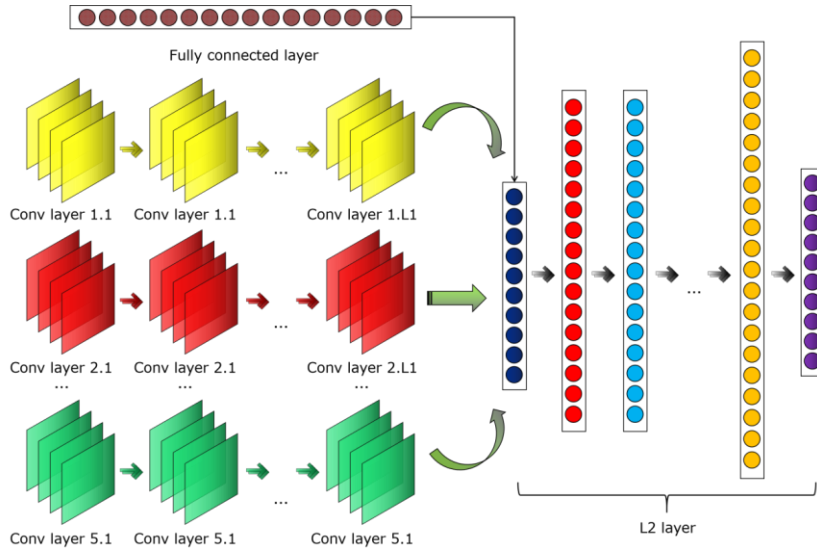 Fully connected layer
...
Conv layer 1.1 Conv layer 1.1 Conv layer 1.L1
...
...
Conv layer 2.1 Conv layer 2.1 Conv layer 2.L1
... ... ...
...
Conv layer 5.1 Conv layer 5.1 Conv layer 5.1
L2 layer